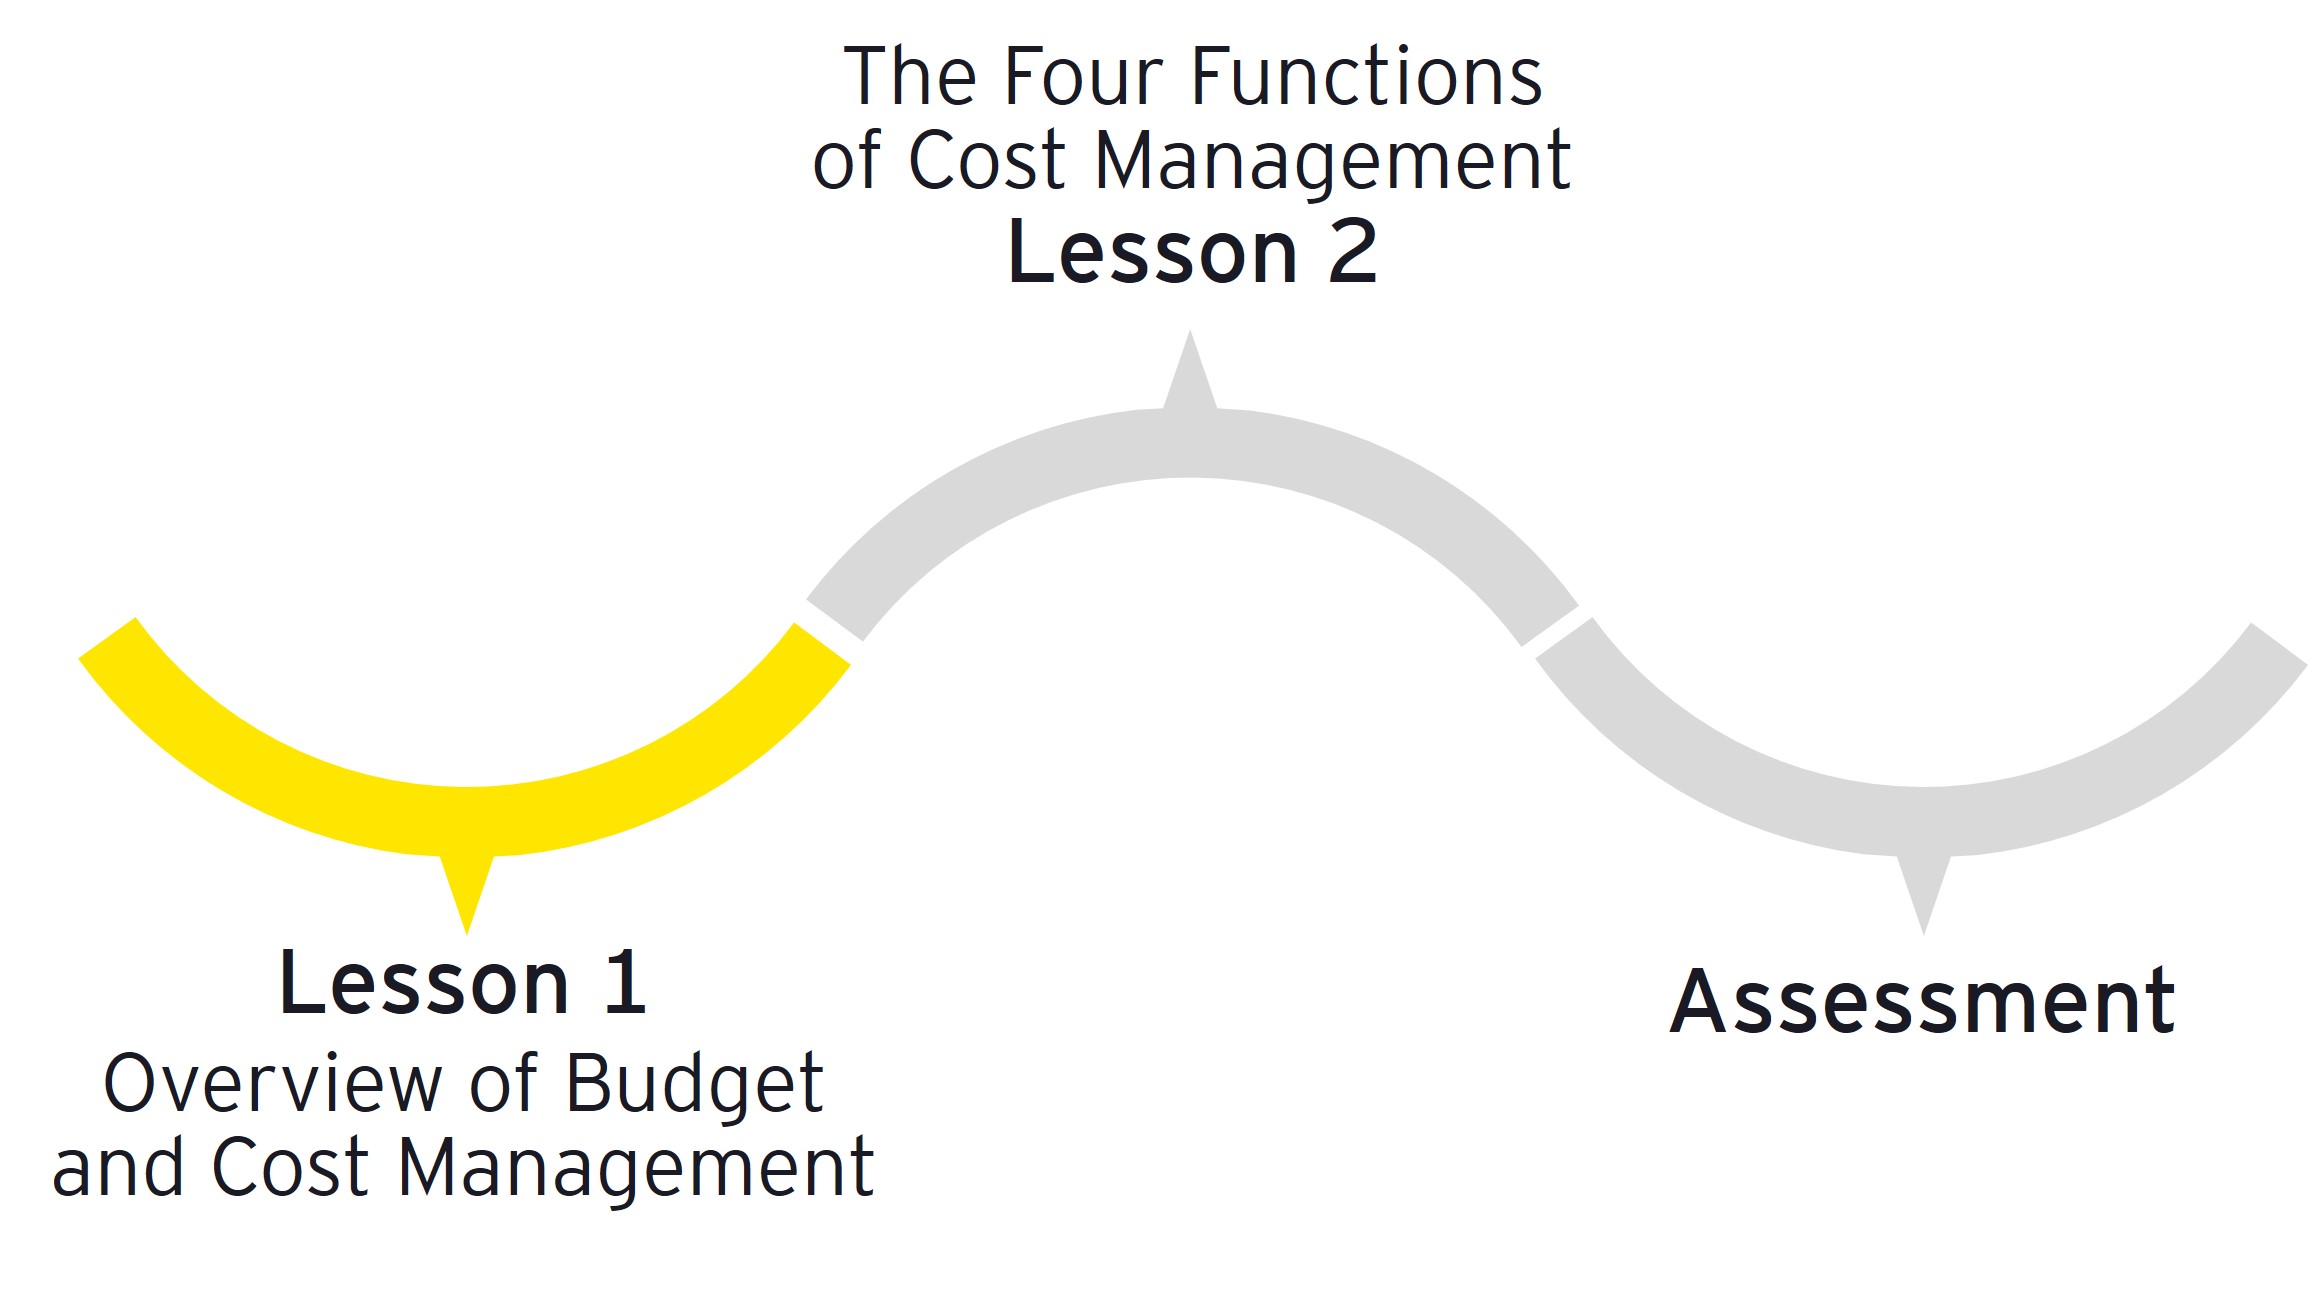 The Four Functions
of Cost Management
Lesson 2
Lesson 1
Overview of Budget
and Cost Management
Assessment